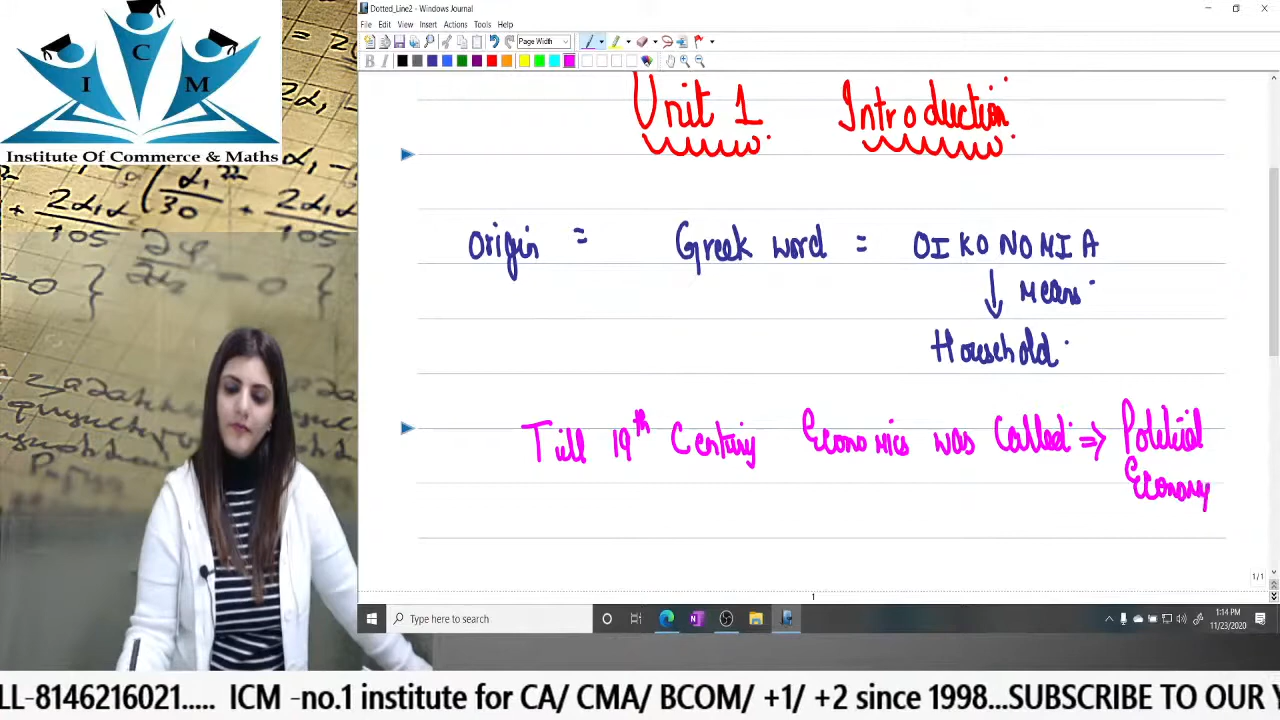 Dotted_Line2 - Windows Journal
File Edit View Insert Actions Tools Help
Page Width
B I
I C M
Institute Of Commerce & Maths
Unit 1 Introduction
Origin = Greek word = OIKONOMIA
↓ Means
Household
Till 19th Century Economics was called ⇒ Political
Economy
1/1
1
Type here to search
1:14 PM
11/23/2020
LL-8146216021..... ICM -no.1 institute for CA/ CMA/ BCOM/ +1/ +2 since 1998...SUBSCRIBE TO OUR Y